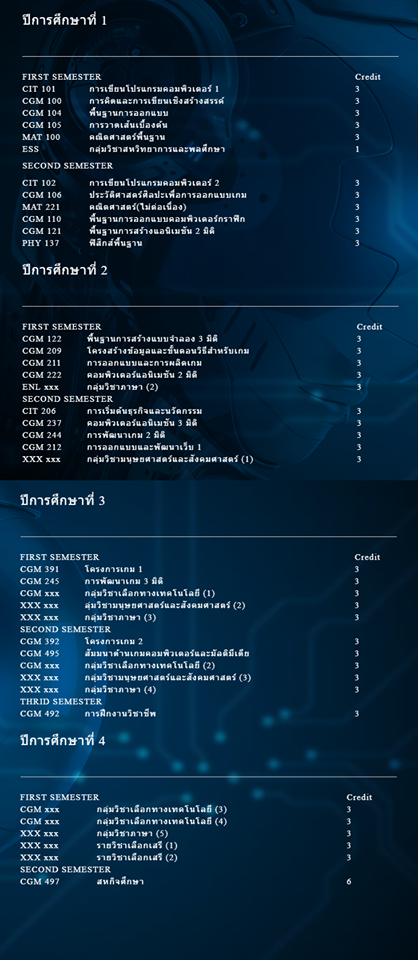 ปีการศึกษาที่ 1
FIRST SEMESTER Credit
CIT 101 การเขียนโปรแกรมคอมพิวเตอร์ 1 3
CGM 100 การคิดและการเขียนเชิงสร้างสรรค์ 3
CGM 104 พื้นฐานการออกแบบ 3
CGM 105 การวาดเส้นเบื้องต้น 3
MAT 100 คณิตศาสตร์พื้นฐาน 3
ESS กลุ่มวิชาสหวิทยาการและพลศึกษา 1
SECOND SEMESTER
CIT 102 การเขียนโปรแกรมคอมพิวเตอร์ 2 3
CGM 106 ประวัติศาสตร์ศิลปะเพื่อการออกแบบเกม 3
MAT 221 คณิตศาสตร์(ไม่ต่อเนื่อง) 3
CGM 110 พื้นฐานการออกแบบคอมพิวเตอร์กราฟิก 3
CGM 121 พื้นฐานการสร้างแอนิเมชัน 2 มิติ 3
PHY 137 ฟิสิกส์พื้นฐาน 3
ปีการศึกษาที่ 2
FIRST SEMESTER Credit
CGM 122 พื้นฐานการสร้างแบบจำลอง 3 มิติ 3
CGM 209 โครงสร้างข้อมูลและขั้นตอนวิธีสำหรับเกม 3
CGM 211 การออกแบบและการผลิตเกม 3
CGM 222 คอมพิวเตอร์แอนิเมชัน 2 มิติ 3
ENL xxx กลุ่มวิชาภาษา (2) 3
SECOND SEMESTER
CIT 206 การเริ่มต้นธุรกิจและนวัตกรรม 3
CGM 237 คอมพิวเตอร์แอนิเมชัน 3 มิติ 3
CGM 244 การพัฒนาเกม 2 มิติ 3
CGM 212 การออกแบบและพัฒนาเว็บ 1 3
XXX xxx กลุ่มวิชามนุษยศาสตร์และสังคมศาสตร์ (1) 3
ปีการศึกษาที่ 3
FIRST SEMESTER Credit
CGM 391 โครงการเกม 1 3
CGM 245 การพัฒนาเกม 3 มิติ 3
CGM xxx กลุ่มวิชาเลือกทางเทคโนโลยี (1) 3
XXX xxx ลุ่มวิชามนุษยศาสตร์และสังคมศาสตร์ (2) 3
XXX xxx กลุ่มวิชาภาษา (3) 3
SECOND SEMESTER
CGM 392 โครงการเกม 2 3
CGM 495 สัมมนาด้านเกมคอมพิวเตอร์และมัลติมีเดีย 3
CGM xxx กลุ่มวิชาเลือกทางเทคโนโลยี (2) 3
XXX xxx กลุ่มวิชามนุษยศาสตร์และสังคมศาสตร์ (3) 3
XXX xxx กลุ่มวิชาภาษา (4) 3
THRID SEMESTER
CGM 492 การฝึกงานวิชาชีพ 3
ปีการศึกษาที่ 4
FIRST SEMESTER Credit
CGM xxx กลุ่มวิชาเลือกทางเทคโนโลยี (3) 3
CGM xxx กลุ่มวิชาเลือกทางเทคโนโลยี (4) 3
XXX xxx กลุ่มวิชาภาษา (5) 3
XXX xxx รายวิชาเลือกเสรี (1) 3
XXX xxx รายวิชาเลือกเสรี (2) 3
SECOND SEMESTER
CGM 497 สหกิจศึกษา 6